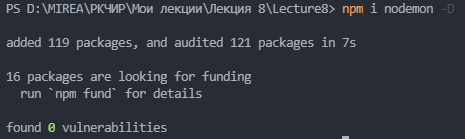 PS D:\MIREA\РКЧИР\Мои лекции\Лекция 8\Lecture8> npm i nodemon -D
added 119 packages, and audited 121 packages in 7s
16 packages are looking for funding
run `npm fund` for details
found 0 vulnerabilities